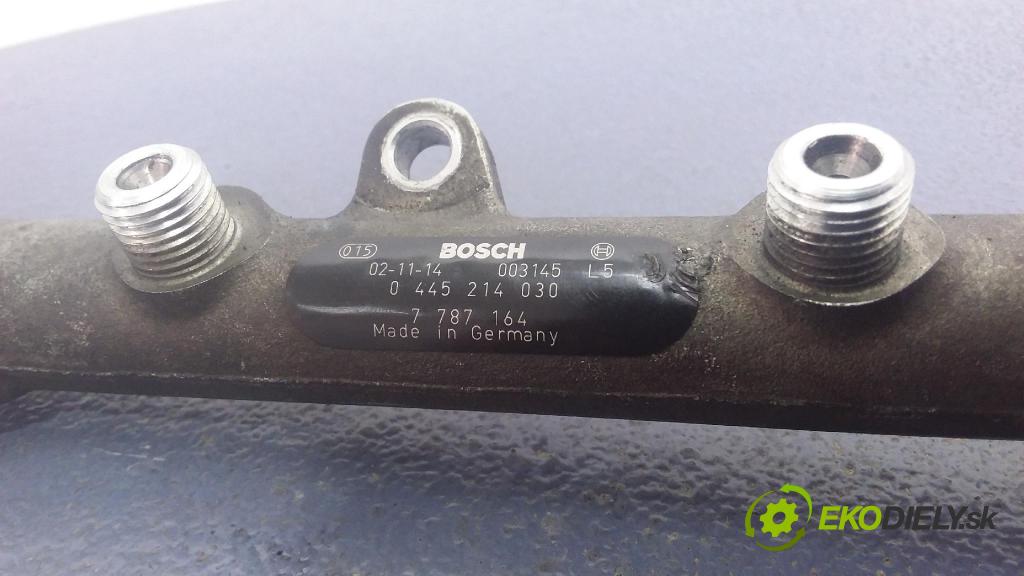 015 BOSCH
02-11-14 003145 L5
0 445 214 030
7 787 164
Made in Germany
EKODIELY.sk